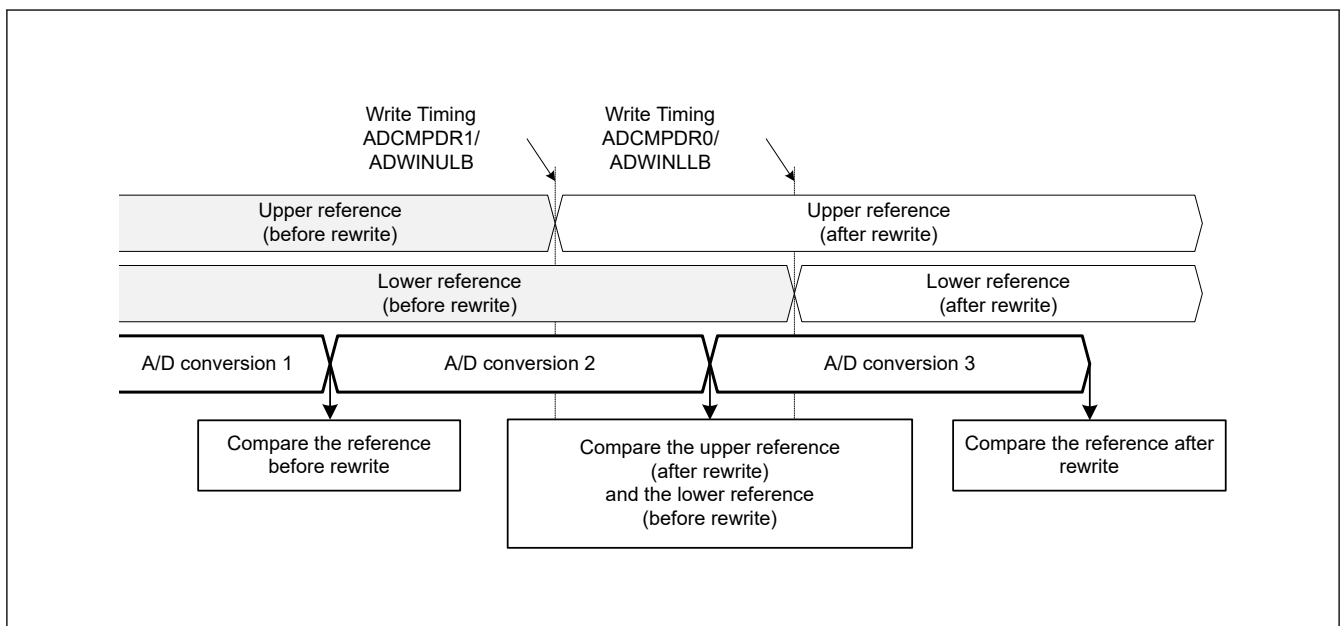 Write Timing
ADCMPDR1/
ADWINULB
Write Timing
ADCMPDR0/
ADWINLLB
Upper reference
(before rewrite)
Upper reference
(after rewrite)
Lower reference
(before rewrite)
Lower reference
(after rewrite)
A/D conversion 1
A/D conversion 2
A/D conversion 3
Compare the reference
before rewrite
Compare the upper reference
(after rewrite)
and the lower reference
(before rewrite)
Compare the reference after
rewrite